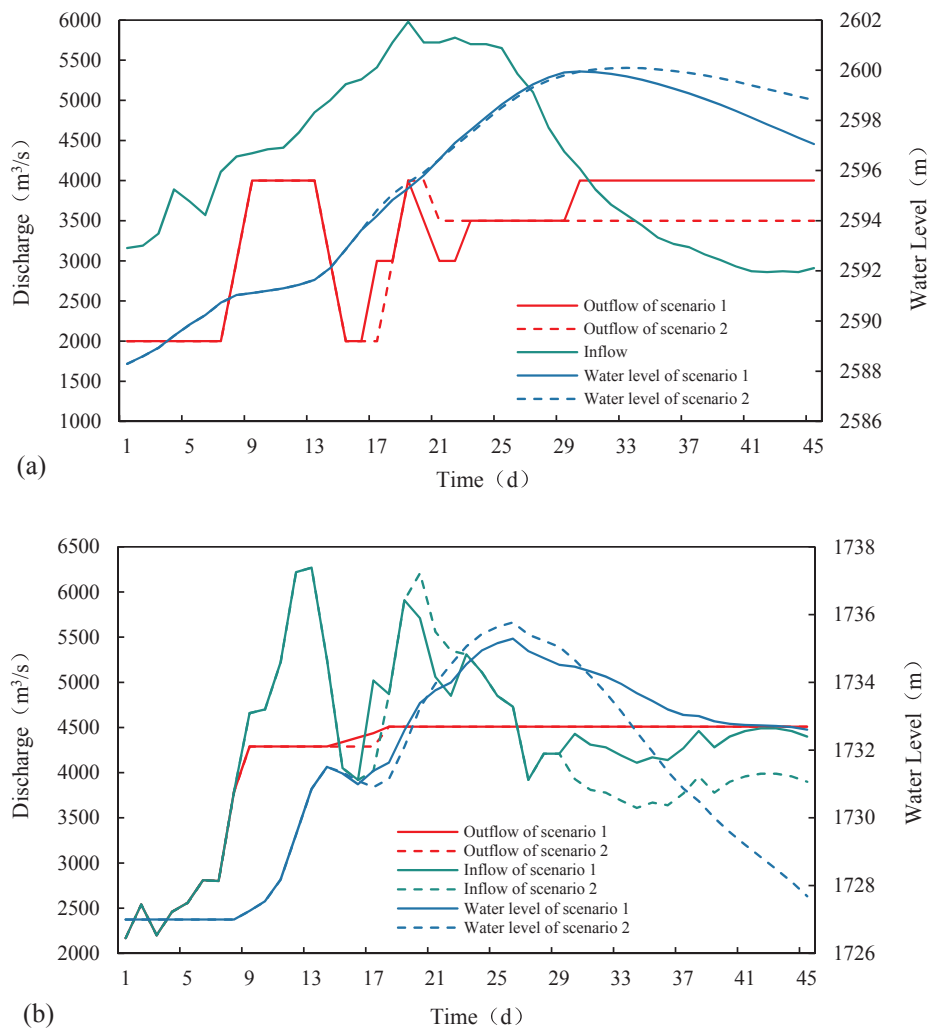 6000
5500
5000
4500
4000
3500
3000
2500
2000
1500
1000
Discharge (m³/s)
2602
2600
2598
2596
2594
2592
2590
2588
2586
Water Level（m）
Outflow of scenario 1
Outflow of scenario 2
Inflow
Water level of scenario 1
Water level of scenario 2
1 5 9 13 17 21 25 29 33 37 41 45
(a)
Time（d）
6500
6000
5500
5000
4500
4000
3500
3000
2500
2000
Discharge (m³/s)
1738
1736
1734
1732
1730
1728
1726
Water Level（m）
Outflow of scenario 1
Outflow of scenario 2
Inflow of scenario 1
Inflow of scenario 2
Water level of scenario 1
Water level of scenario 2
1 5 9 13 17 21 25 29 33 37 41 45
(b)
Time（d）